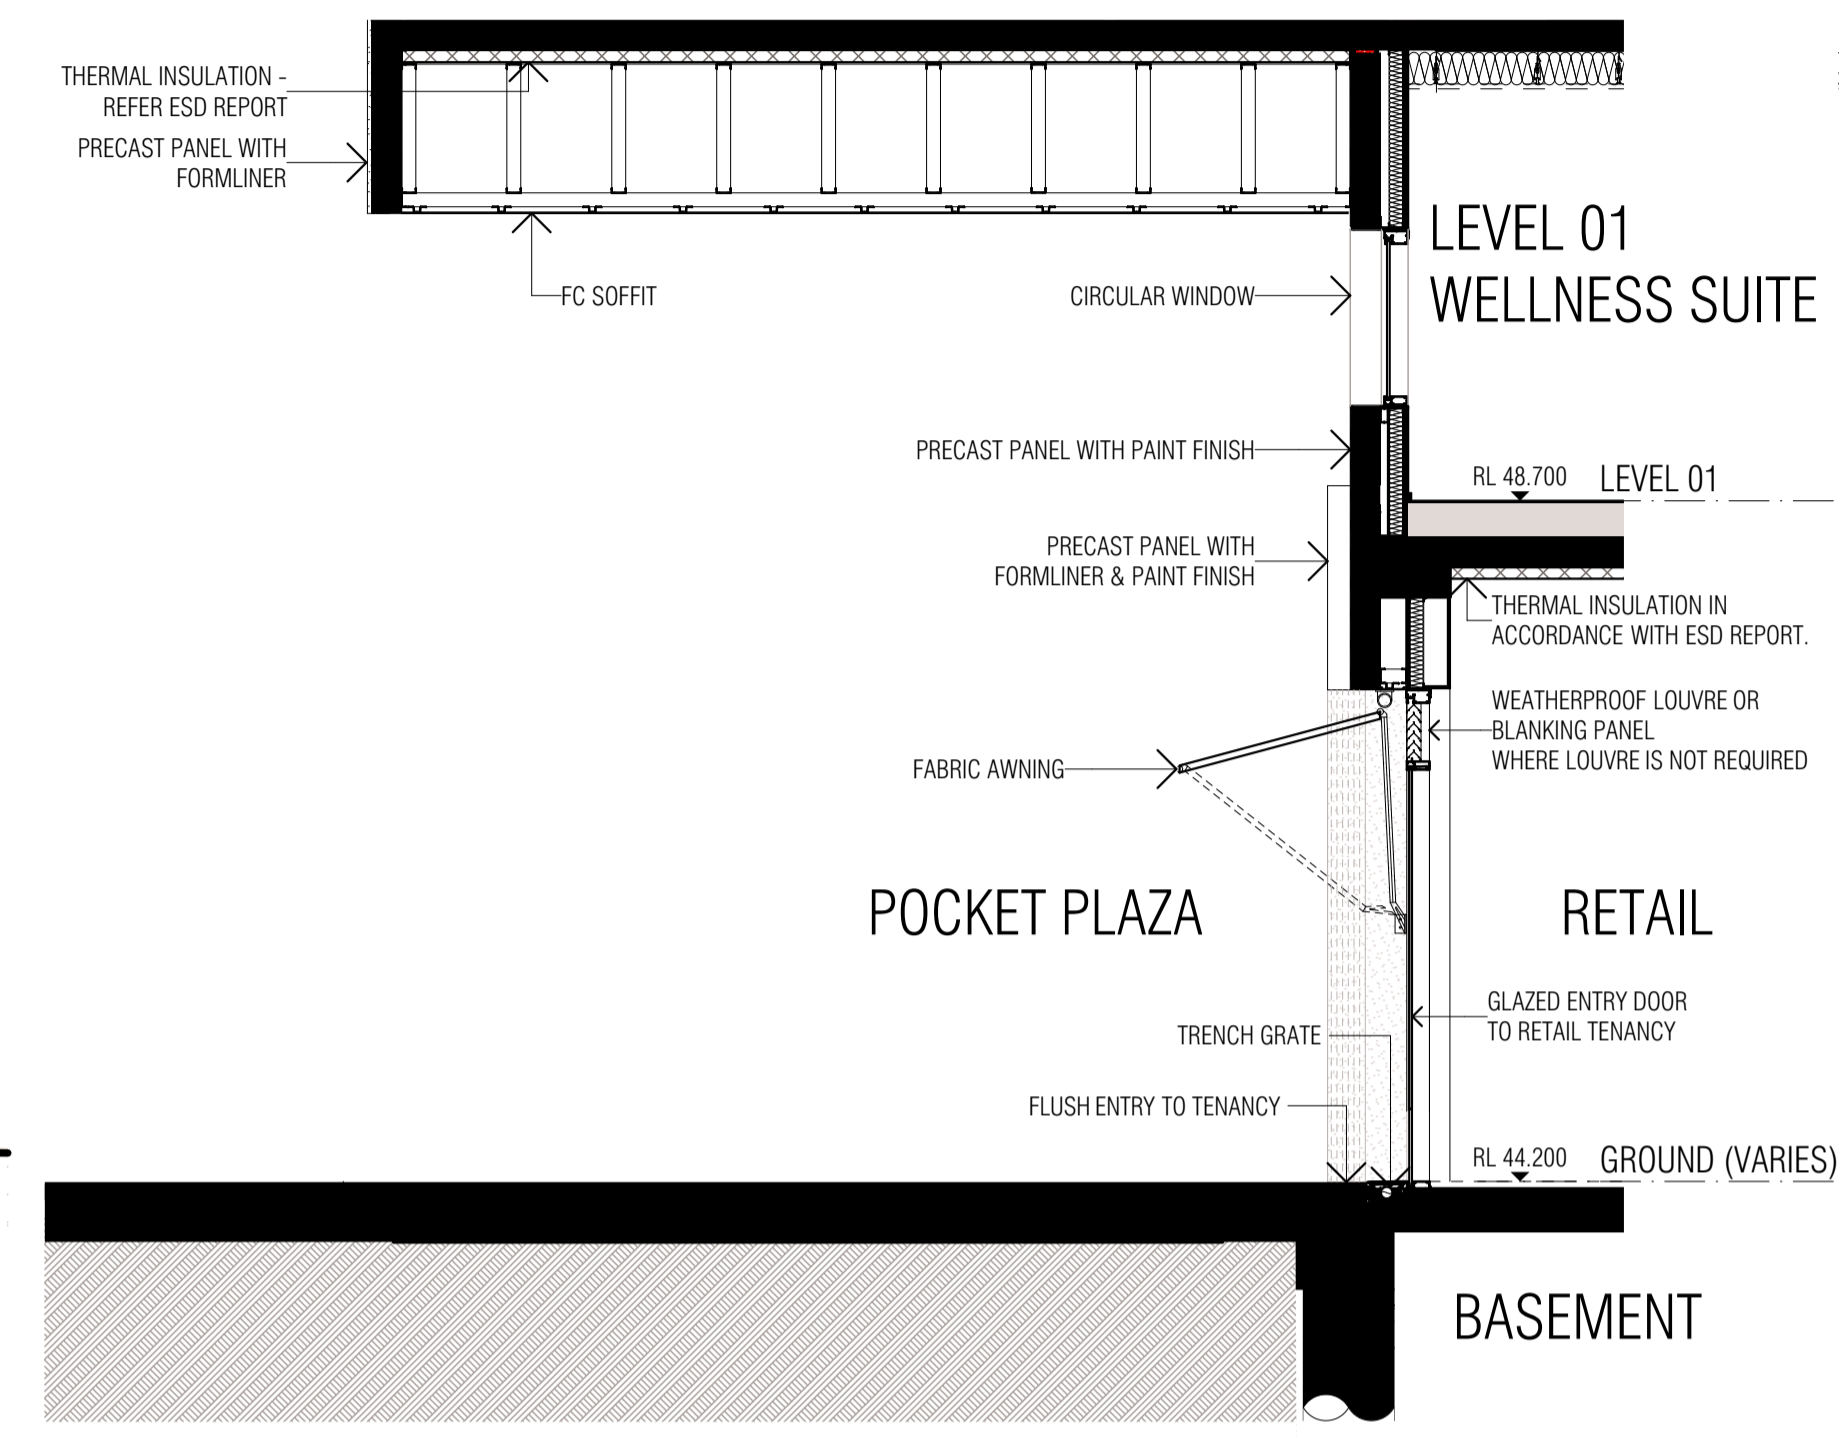 THERMAL INSULATION -
REFER ESD REPORT
PRECAST PANEL WITH
FORMLINER
FC SOFFIT
CIRCULAR WINDOW
LEVEL 01
WELLNESS SUITE
PRECAST PANEL WITH PAINT FINISH
RL 48.700 LEVEL 01
PRECAST PANEL WITH
FORMLINER & PAINT FINISH
THERMAL INSULATION IN
ACCORDANCE WITH ESD REPORT.
WEATHERPROOF LOUVRE OR
BLANKING PANEL
WHERE LOUVRE IS NOT REQUIRED
FABRIC AWNING
POCKET PLAZA
RETAIL
GLAZED ENTRY DOOR
TO RETAIL TENANCY
TRENCH GRATE
FLUSH ENTRY TO TENANCY
RL 44.200 GROUND (VARIES)
BASEMENT